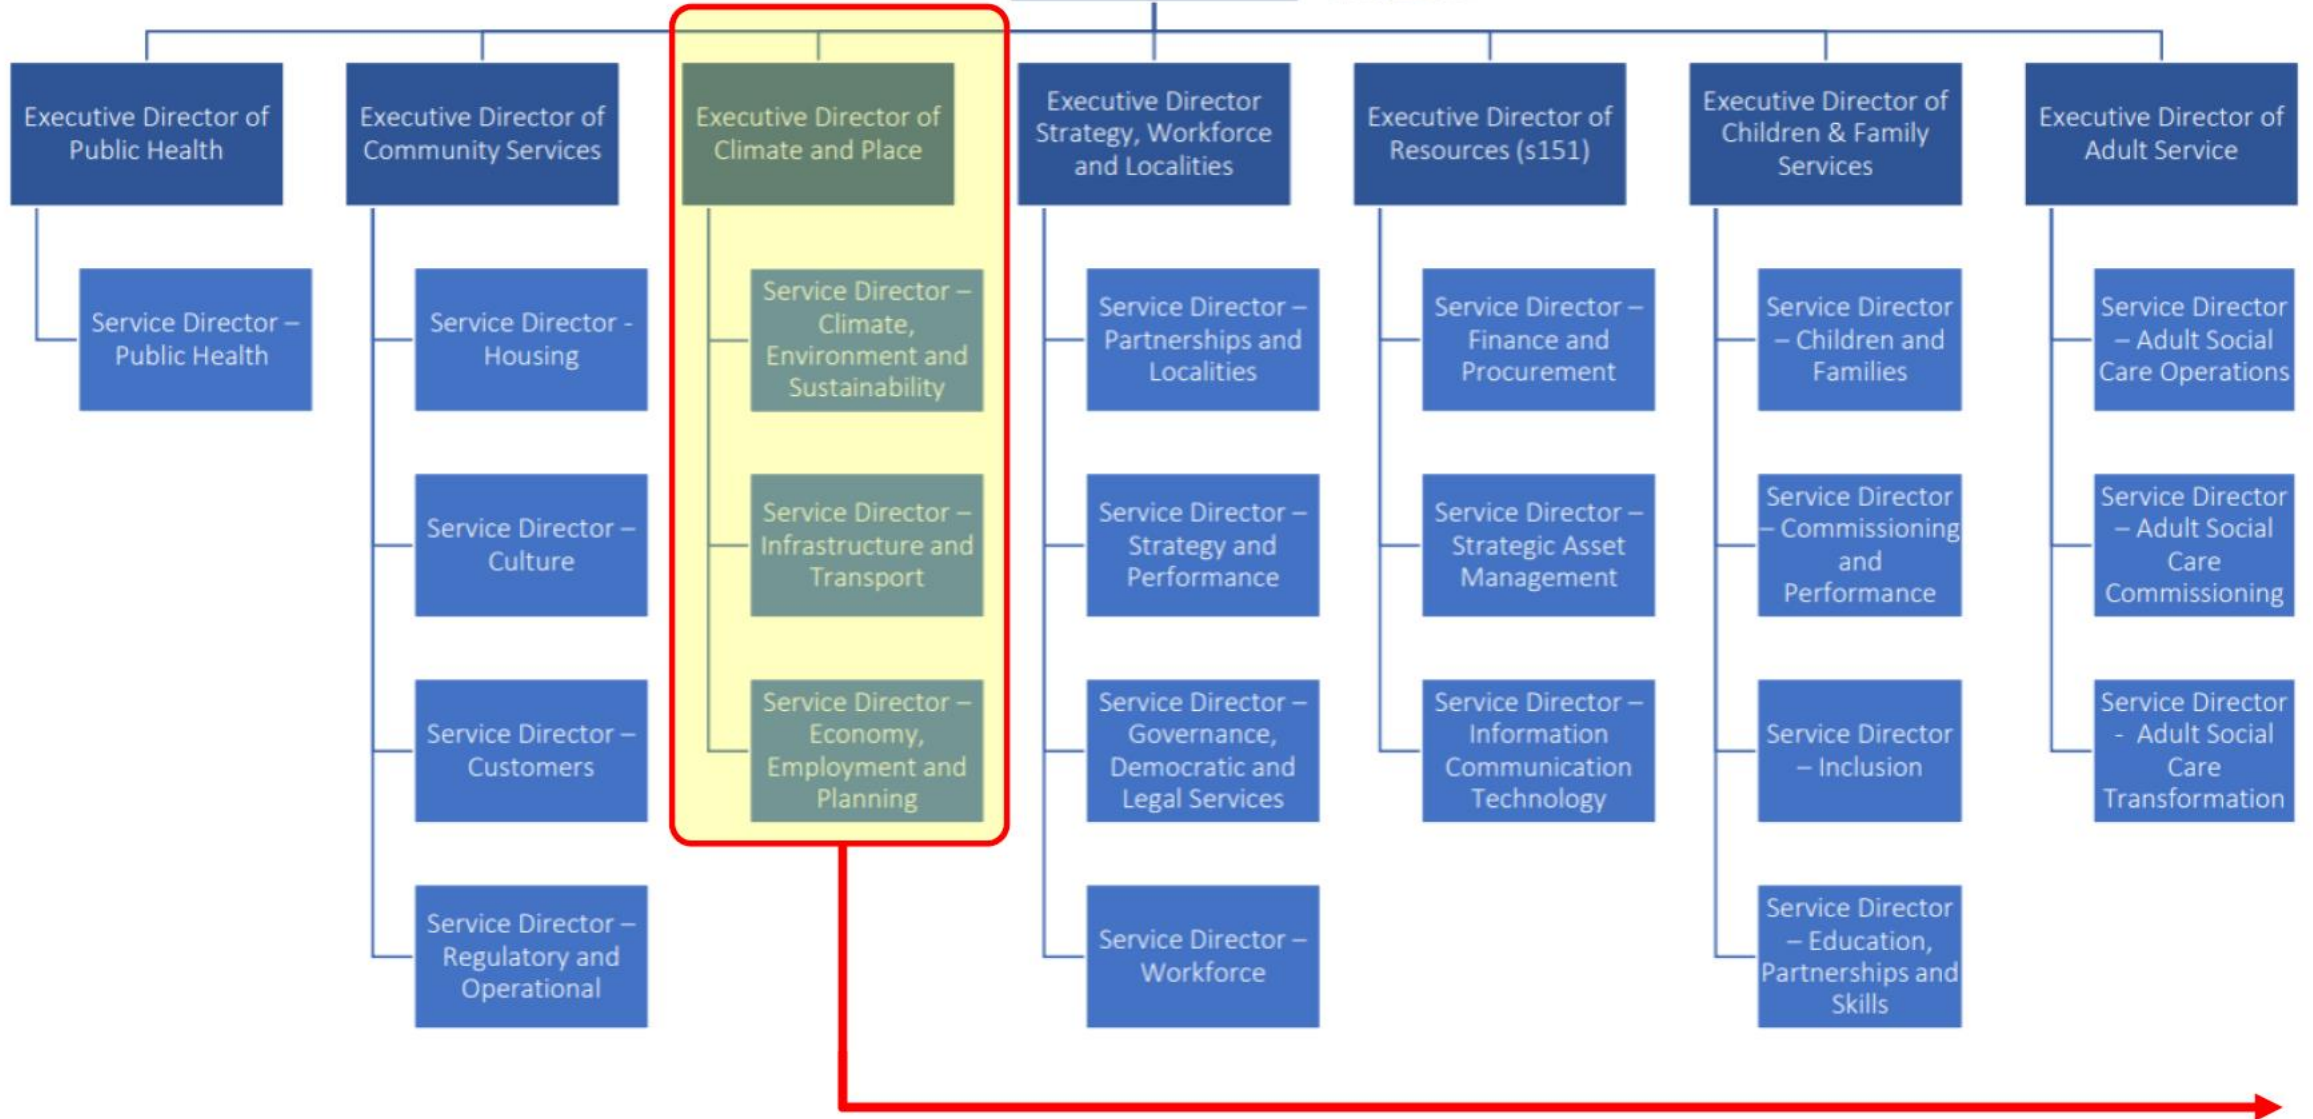 Executive Director of
Public Health
Executive Director of
Community Services
Executive Director of
Climate and Place
Executive Director
Strategy, Workforce
and Localities
Executive Director of
Resources (s151)
Executive Director of
Children & Family
Services
Executive Director of
Adult Service
Service Director –
Public Health
Service Director -
Housing
Service Director –
Climate,
Environment and
Sustainability
Service Director –
Partnerships and
Localities
Service Director –
Finance and
Procurement
Service Director
– Children and
Families
Service Director
– Adult Social
Care Operations
Service Director –
Culture
Service Director –
Infrastructure and
Transport
Service Director –
Strategy and
Performance
Service Director –
Strategic Asset
Management
Service Director
– Commissioning
and
Performance
Service Director
– Adult Social
Care
Commissioning
Service Director –
Customers
Service Director –
Economy,
Employment and
Planning
Service Director –
Governance,
Democratic and
Legal Services
Service Director –
Information
Communication
Technology
Service Director
– Inclusion
Service Director
- Adult Social
Care
Transformation
Service Director –
Regulatory and
Operational
Service Director –
Workforce
Service Director
– Education,
Partnerships and
Skills